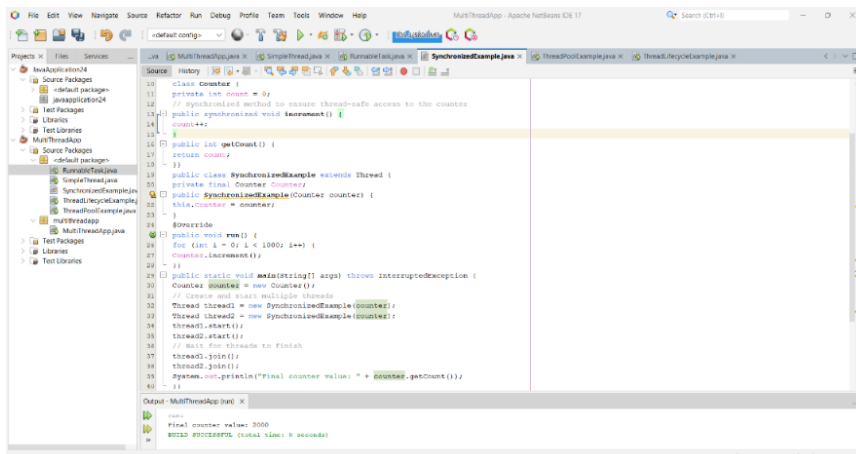 File Edit View Navigate Source Refactor Run Debug Profile Team Tools Window Help
MultiThreadApp - Apache NetBeans IDE 17
Search (Ctrl+I)
<default config>
Projects × Files Services
...va MultiThreadApp.java × SimpleThread.java × RunnableTask.java × SynchronizedExample.java × ThreadPoolExample.java × ThreadLifecycleExample.java ×
JavaApplication24
Source Packages
<default package>
javaapplication24
Test Packages
Libraries
Test Libraries
MultiThreadApp
Source Packages
<default package>
RunnableTask.java
SimpleThread.java
SynchronizedExample.jav
ThreadLifecycleExample.j
ThreadPoolExample.java
multithreadapp
MultiThreadApp.java
Test Packages
Libraries
Test Libraries
Source History
10 class Counter {
11 private int count = 0;
12 // Synchronized method to ensure thread-safe access to the counter
13 public synchronized void increment() {
14 count++;
15 }
16 public int getCount() {
17 return count;
18 }}
19 public class SynchronizedExample extends Thread {
20 private final Counter Counter;
public SynchronizedExample(Counter counter) {
22 this.Counter = counter;
23 }
24 @Override
public void run() {
26 for (int i = 0; i < 1000; i++) {
27 Counter.increment();
28 }}
29 public static void main(String[] args) throws InterruptedException {
30 Counter counter = new Counter();
31 // Create and start multiple threads
32 Thread thread1 = new SynchronizedExample(counter);
33 Thread thread2 = new SynchronizedExample(counter);
34 thread1.start();
35 thread2.start();
36 // Wait for threads to finish
37 thread1.join();
38 thread2.join();
39 System.out.println("Final counter value: " + counter.getCount());
40 }}
Output - MultiThreadApp (run) ×
run:
Final counter value: 2000
BUILD SUCCESSFUL (total time: 0 seconds)